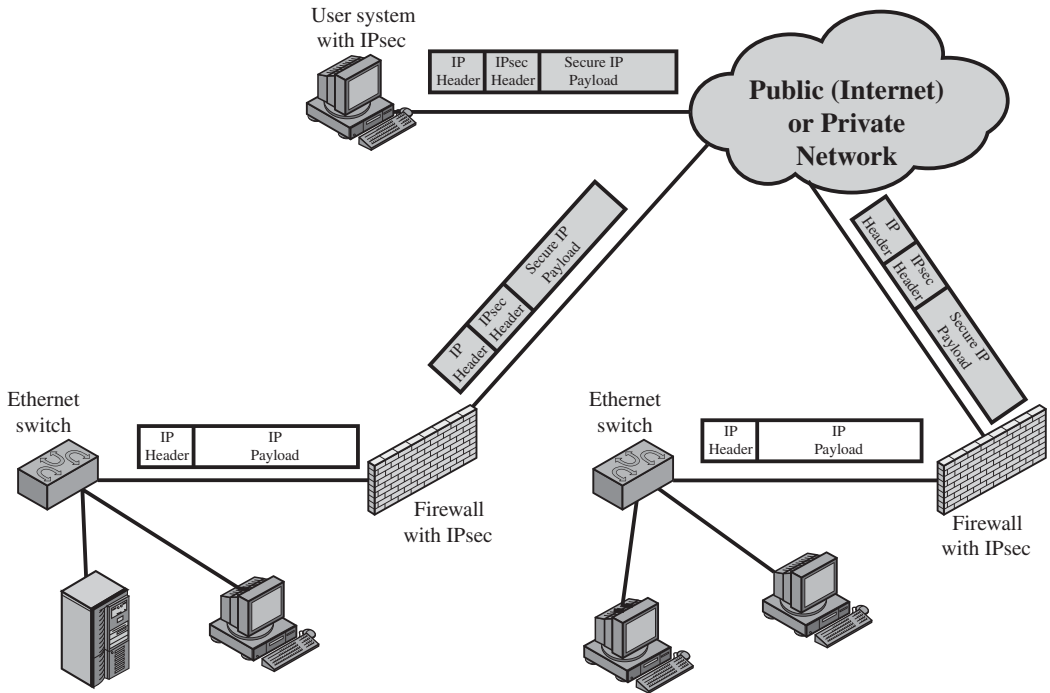 User system
with IPsec
IP
Header
IPsec
Header
Secure IP
Payload
Public (Internet)
or Private
Network
IP
Header
IPsec
Header
Secure IP
Payload
IP
Header
IPsec
Header
Secure IP
Payload
Ethernet
switch
IP
Header
IP
Payload
Firewall
with IPsec
Ethernet
switch
IP
Header
IP
Payload
Firewall
with IPsec